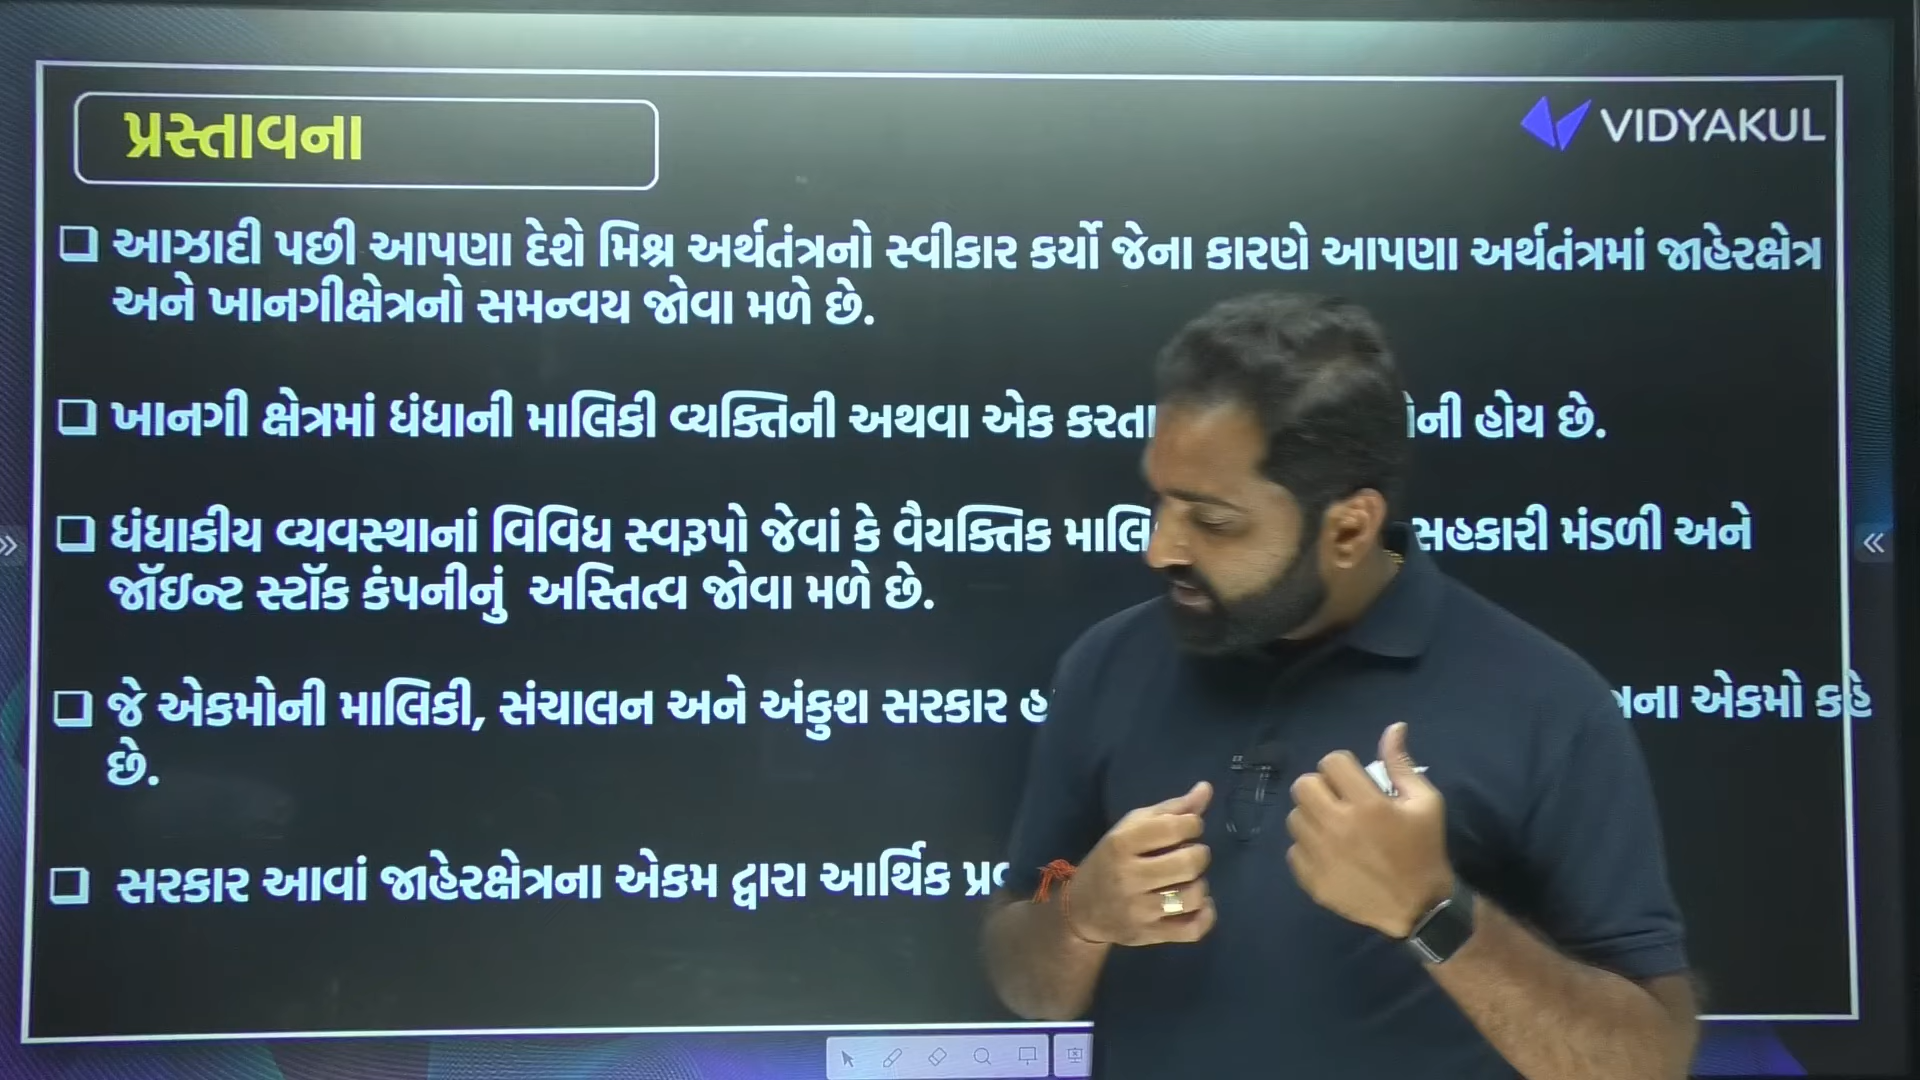 પ્રસ્તાવના
VIDYAKUL
આઝાદી પછી આપણા દેશે મિશ્ર અર્થતંત્રનો સ્વીકાર કર્યો જેના કારણે આપણા અર્થતંત્રમાં જાહેરક્ષેત્ર
અને ખાનગીક્ષેત્રનો સમન્વય જોવા મળે છે.
ખાનગી ક્ષેત્રમાં ધંધાની માલિકી વ્યક્તિની અથવા એક કરતા હોય છે.
ધંધાકીય વ્યવસ્થાનાં વિવિધ સ્વરૂપો જેવાં કે વૈયક્તિક સહકારી મંડળી અને
જૉઇન્ટ સ્ટૉક કંપનીનું અસ્તિત્વ જોવા મળે છે.
જે એકમોની માલિકી, સંચાલન અને અંકુશ સરકાર એકમો કહે
છે.
સરકાર આવાં જાહેરક્ષેત્રના એકમ દ્વારા આર્થિક